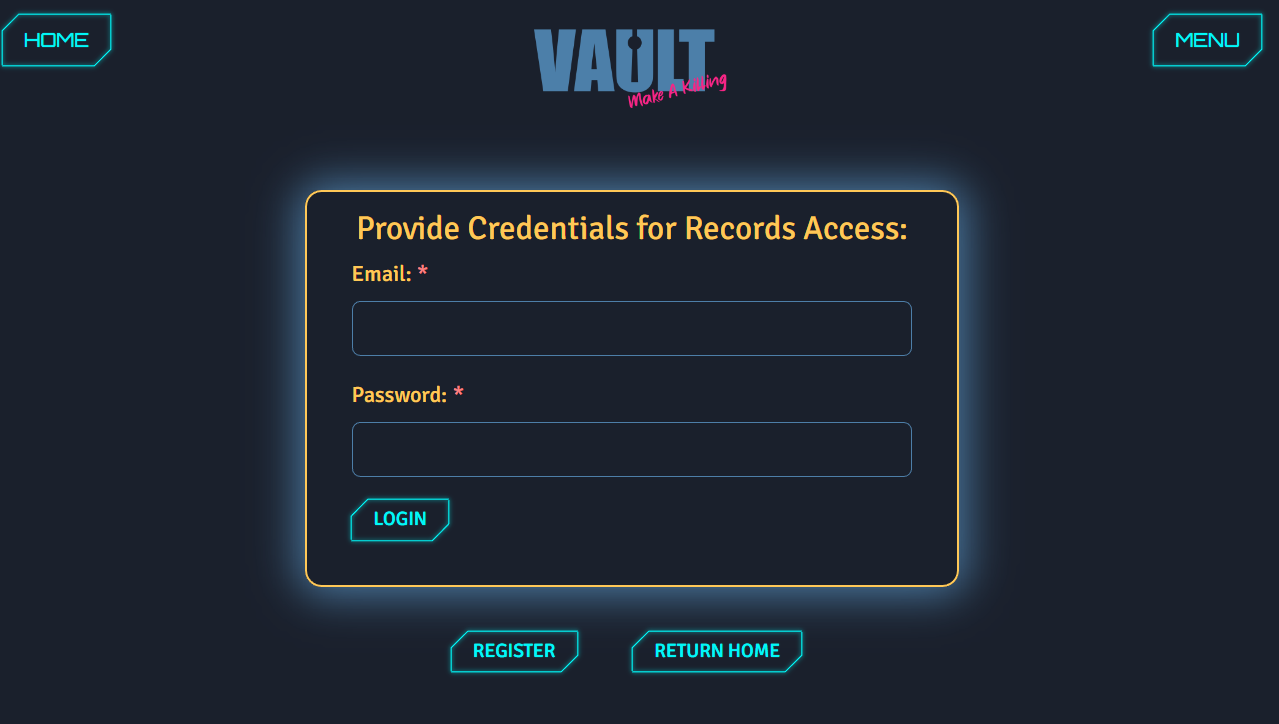 HOME
VAULT
MENU
Make A Killing
Provide Credentials for Records Access:
Email: *
Password: *
LOGIN
REGISTER
RETURN HOME